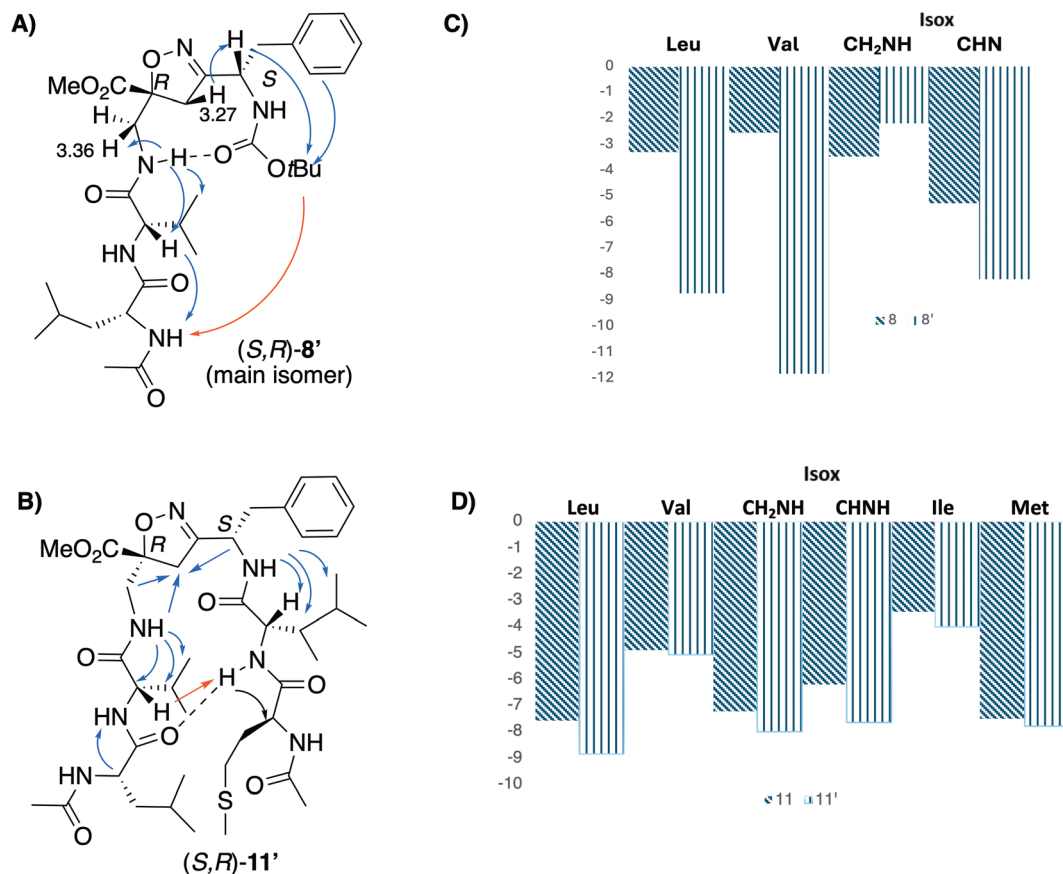 A)
H
O
N
MeO₂C
R
S
H
3.27
NH
H
3.36
H
N
H
O
OtBu
O
H
HN
O
NH
O
(S,R)-8'
(main isomer)
B)
S
O
N
MeO₂C
R
NH
O
H
NH
O
H
N
O
H
HN
O
NH
HN
O
O
S
(S,R)-11'
C)
Isox
Leu
Val
CH₂NH
CHN
0
-1
-2
-3
-4
-5
-6
-7
-8
-9
-10
-11
-12
8
8'
D)
Isox
Leu
Val
CH₂NH
CHNH
Ile
Met
0
-1
-2
-3
-4
-5
-6
-7
-8
-9
-10
11
11'